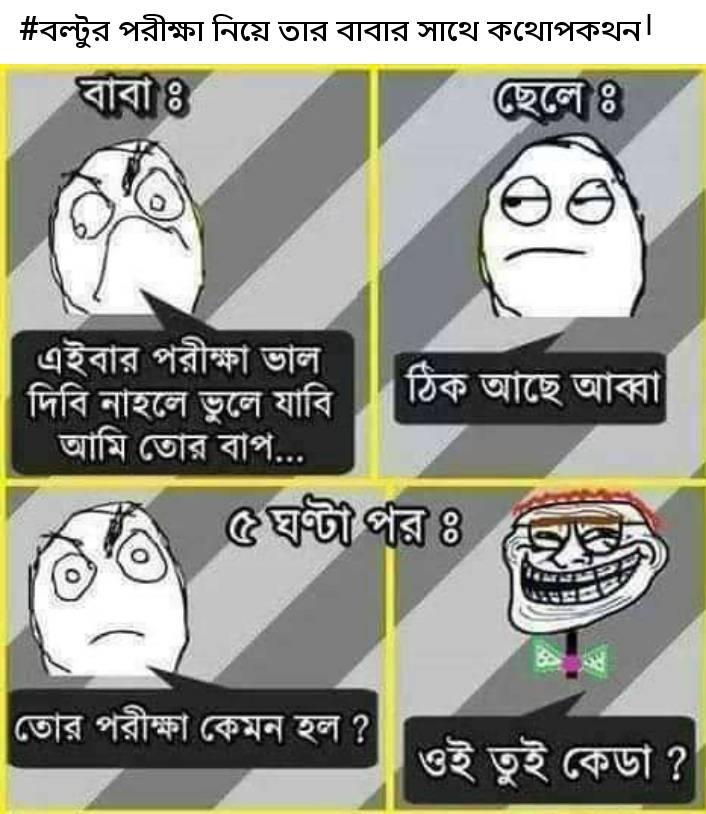 #বল্টুর পরীক্ষা নিয়ে তার বাবার সাথে কথোপকথন।
বাবা ঃ
এইবার পরীক্ষা ভাল
দিবি নাহলে ভুলে যাবি
আমি তোর বাপ...
ছেলে ঃ
ঠিক আছে আব্বা
৫ ঘণ্টা পর ঃ
তোর পরীক্ষা কেমন হল ?
ওই তুই কেডা ?